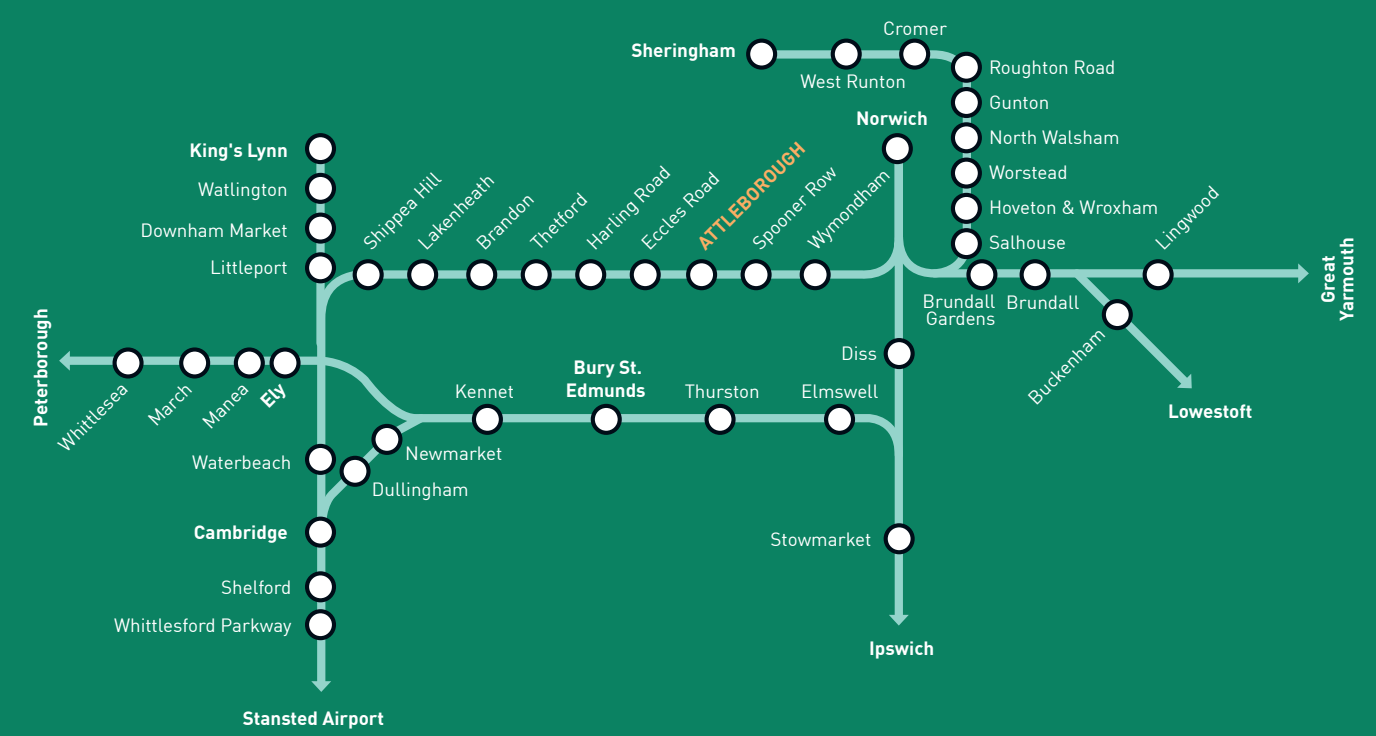 Cromer
Sheringham
West Runton
Roughton Road
Gunton
Norwich
North Walsham
King's Lynn
Worstead
Watlington
Hoveton & Wroxham
Downham Market
Salhouse
Littleport
Shippea Hill
Lakenheath
Brandon
Thetford
Harling Road
Eccles Road
ATTLEBOROUGH
Spooner Row
Wymondham
Lingwood
Great
Yarmouth
Brundall
Gardens
Brundall
Buckenham
Lowestoft
Peterborough
Whittlesea
March
Manea
Ely
Diss
Kennet
Bury St.
Edmunds
Thurston
Elmswell
Newmarket
Waterbeach
Dullingham
Cambridge
Stowmarket
Shelford
Whittlesford Parkway
Ipswich
Stansted Airport